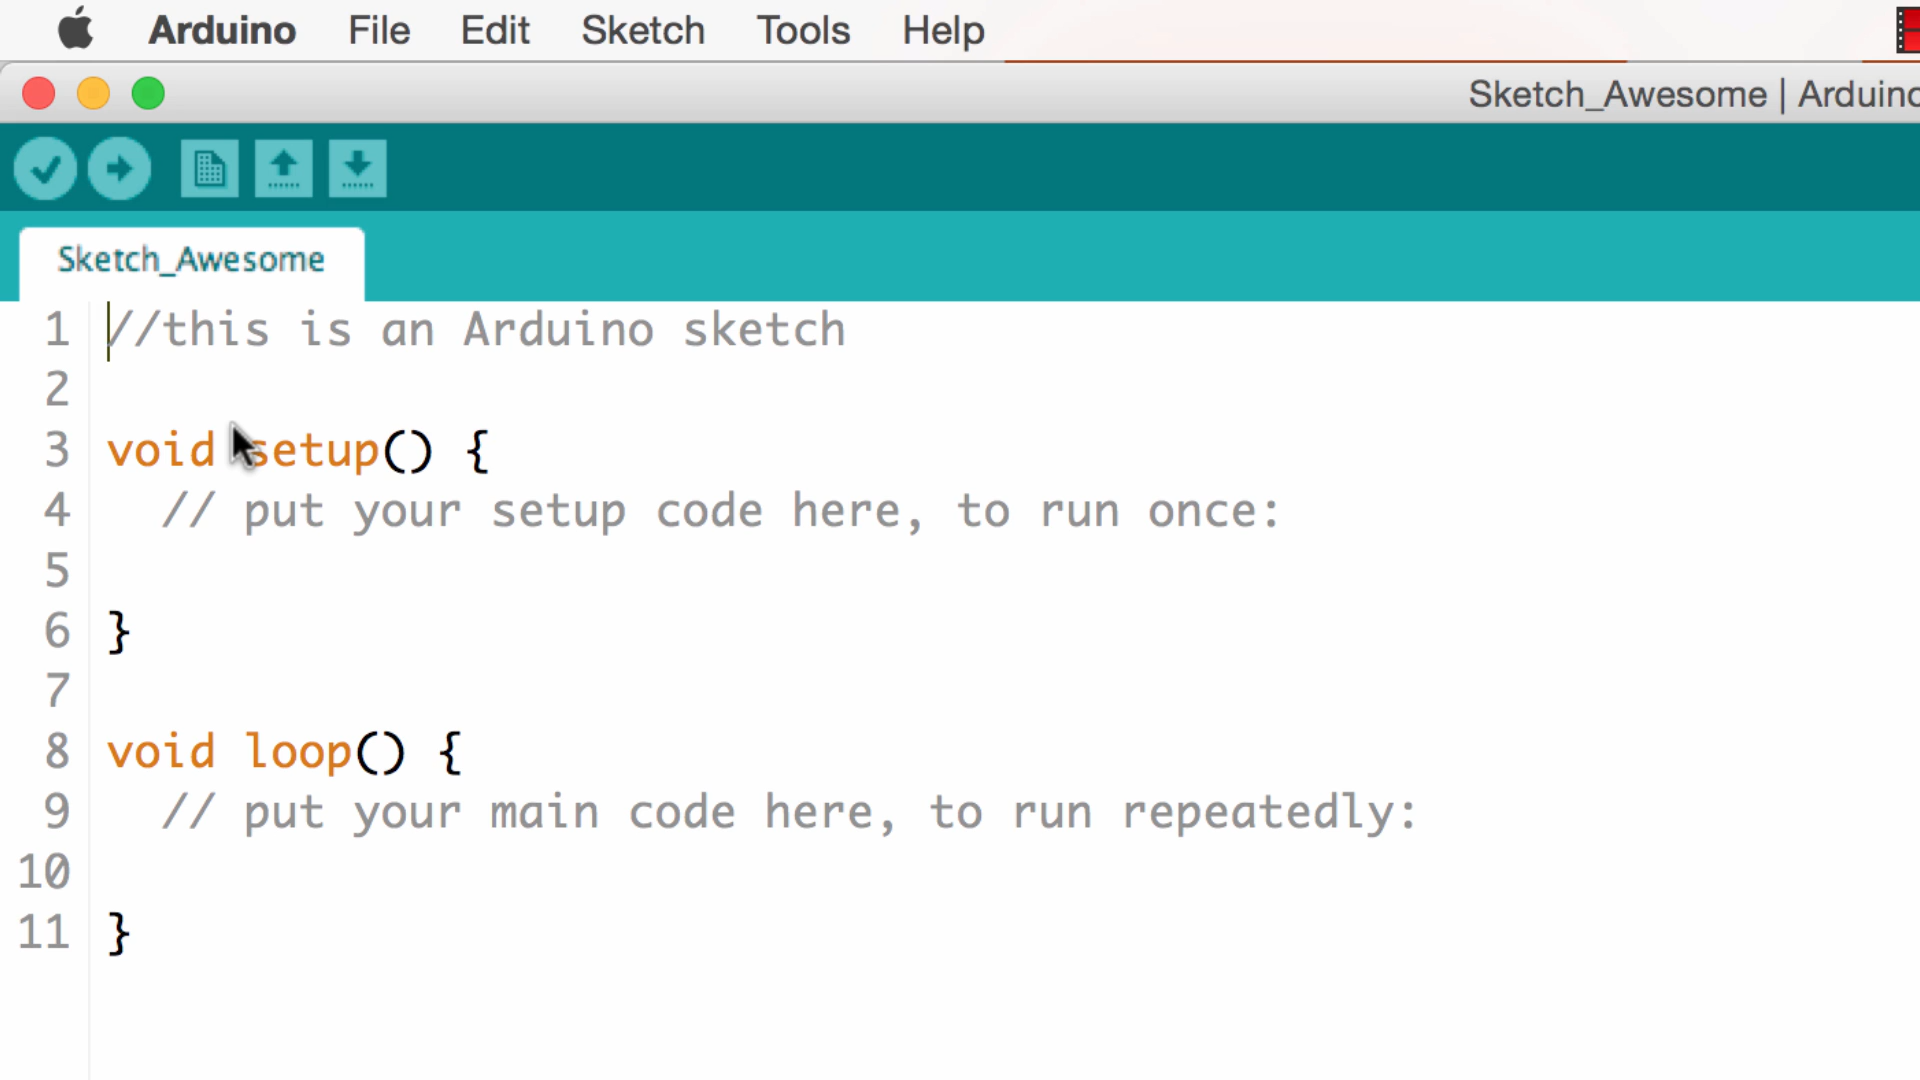 Arduino File Edit Sketch Tools Help
Sketch_Awesome | Arduino
Sketch_Awesome
1 //this is an Arduino sketch
2
3 void setup() {
4   // put your setup code here, to run once:
5
6 }
7
8 void loop() {
9   // put your main code here, to run repeatedly:
10
11 }